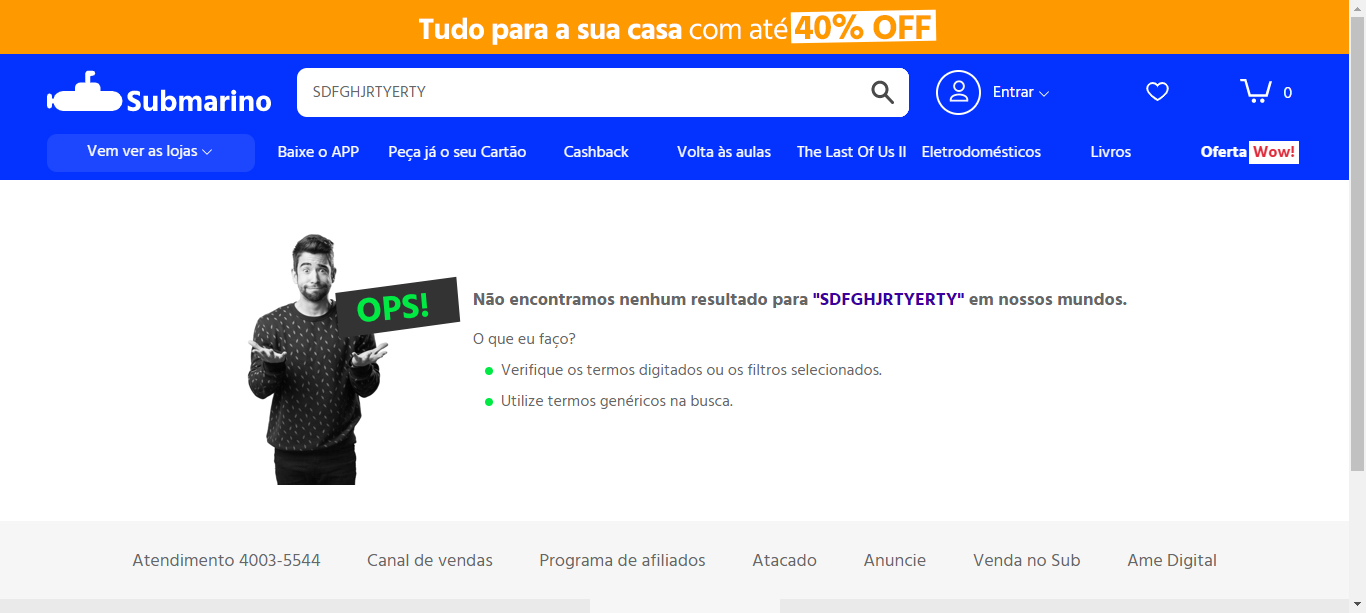 Tudo para a sua casa com até 40% OFF
Submarino
SDFGHJRTYERTY
Entrar
0
Vem ver as lojas
Baixe o APP
Peça já o seu Cartão
Cashback
Volta às aulas
The Last Of Us II
Eletrodomésticos
Livros
Oferta Wow!
OPS!
Não encontramos nenhum resultado para "SDFGHJRTYERTY" em nossos mundos.
O que eu faço?
Verifique os termos digitados ou os filtros selecionados.
Utilize termos genéricos na busca.
Atendimento 4003-5544
Canal de vendas
Programa de afiliados
Atacado
Anuncie
Venda no Sub
Ame Digital